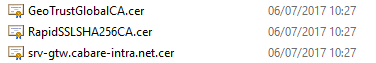 GeoTrustGlobalCA.cer 06/07/2017 10:27
RapidSSLSHA256CA.cer 06/07/2017 10:27
srv-gtw.cabare-intra.net.cer 06/07/2017 10:27